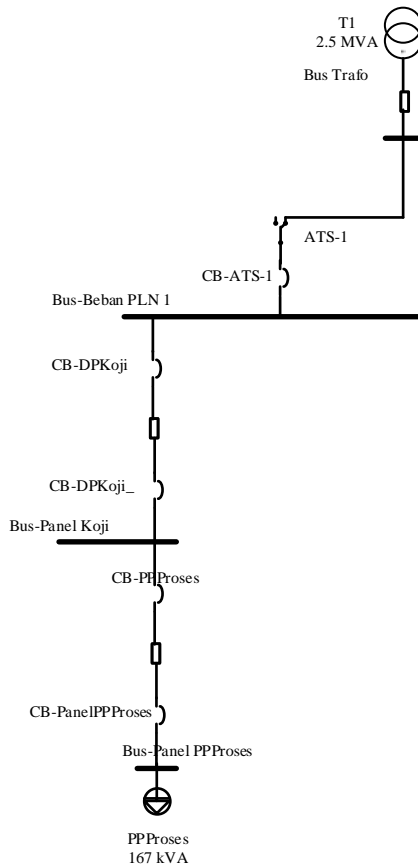 T1
2.5 MVA
Bus Trafo
ATS-1
CB-ATS-1
Bus-Beban PLN 1
CB-DPKoji
CB-DPKoji_
Bus-Panel Koji
CB-PPProses
CB-PanelPPProses
Bus-Panel PPProses
PPProses
167 kVA